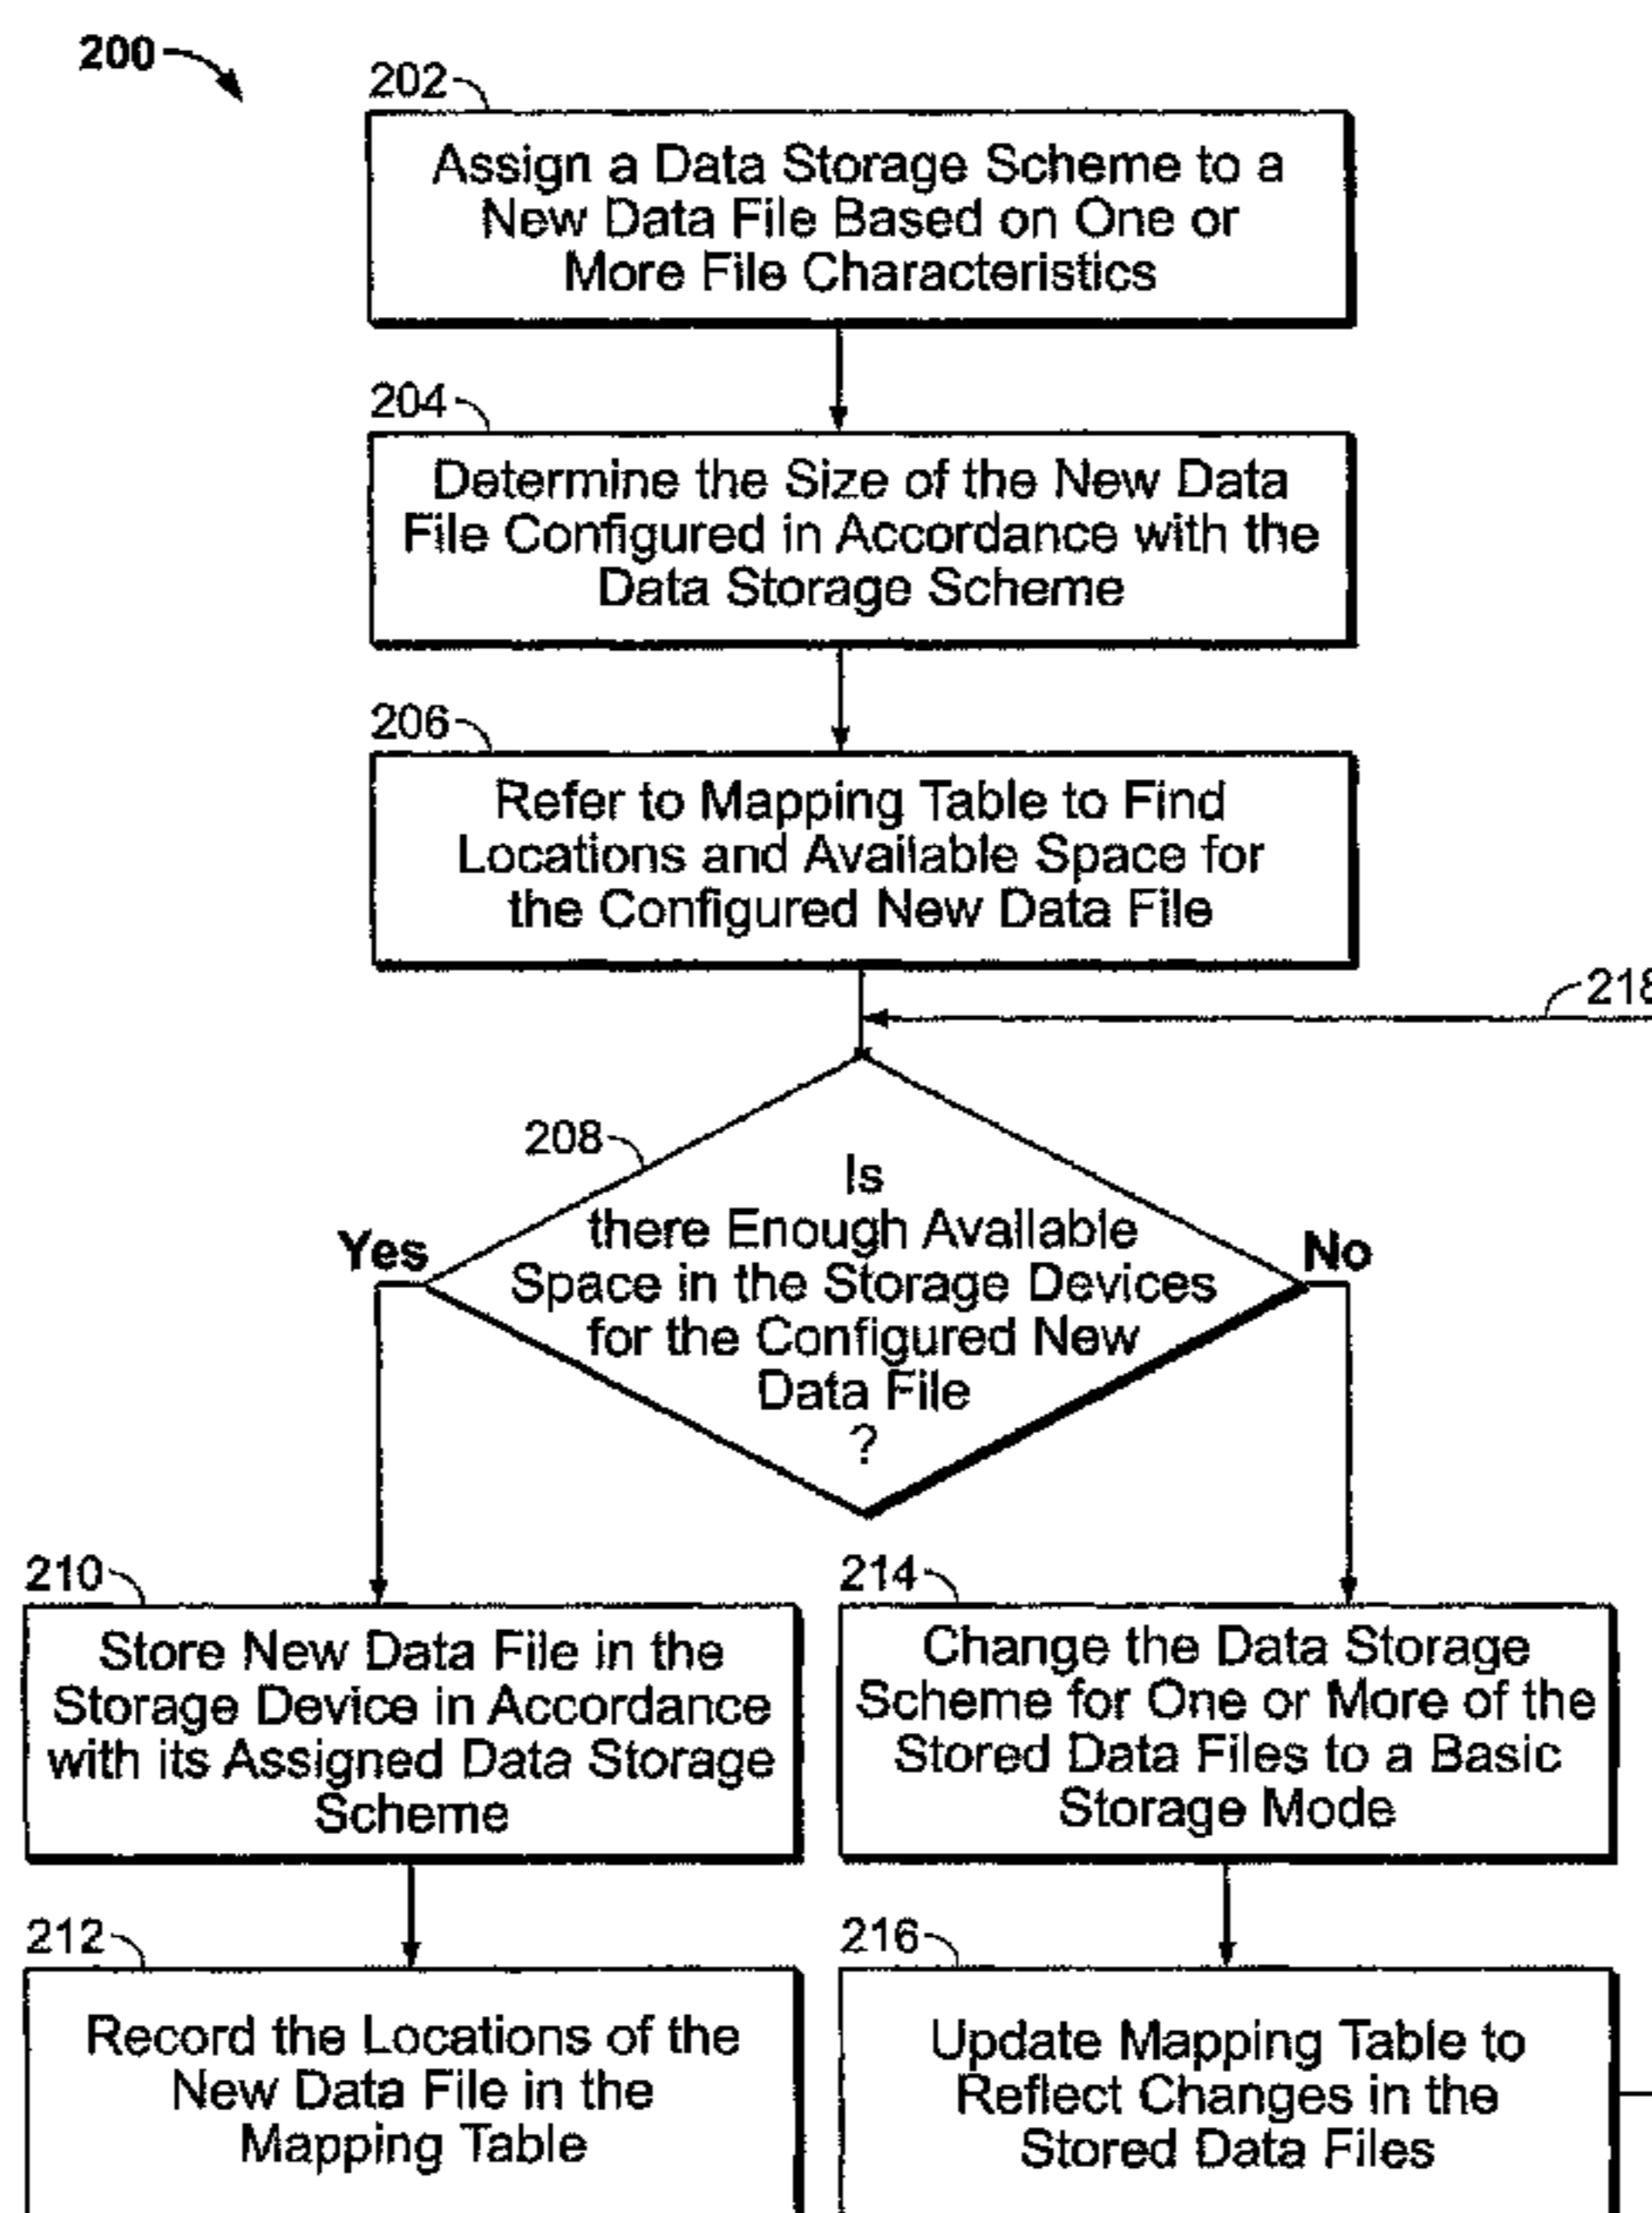 200
202
Assign a Data Storage Scheme to a
New Data File Based on One or
More File Characteristics
204
Determine the Size of the New Data
File Configured in Accordance with the
Data Storage Scheme
206
Refer to Mapping Table to Find
Locations and Available Space for
the Configured New Data File
218
208
Is
there Enough Available
Space in the Storage Devices
for the Configured New
Data File
?
Yes
No
210
Store New Data File in the
Storage Device in Accordance
with its Assigned Data Storage
Scheme
214
Change the Data Storage
Scheme for One or More of the
Stored Data Files to a Basic
Storage Mode
212
Record the Locations of the
New Data File in the
Mapping Table
216
Update Mapping Table to
Reflect Changes in the
Stored Data Files